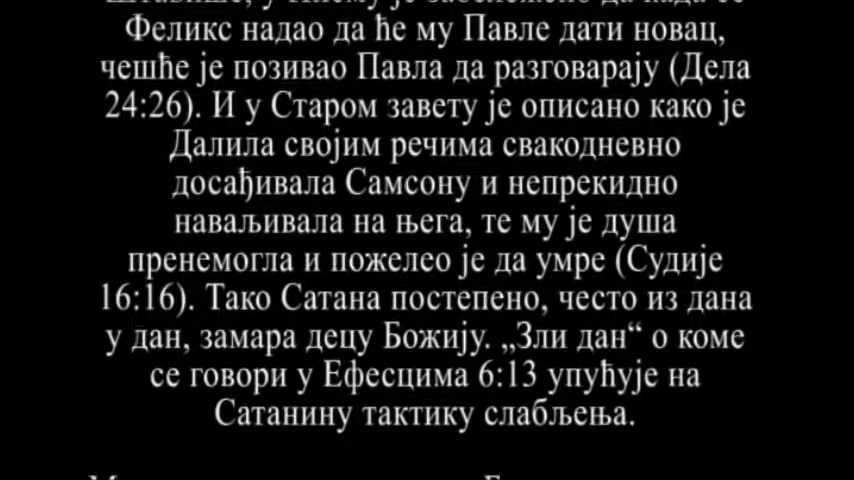 Феликс надао да ће му Павле дати новац,
чешће је позивао Павла да разговарају (Дела
24:26). И у Старом завету је описано како је
Далила својим речима свакодневно
досађивала Самсону и непрекидно
наваљивала на њега, те му је душа
пренемогла и пожелео је да умре (Судије
16:16). Тако Сатана постепено, често из дана
у дан, замара децу Божију. „Зли дан“ о коме
се говори у Ефесцима 6:13 упућује на
Сатанину тактику слабљења.